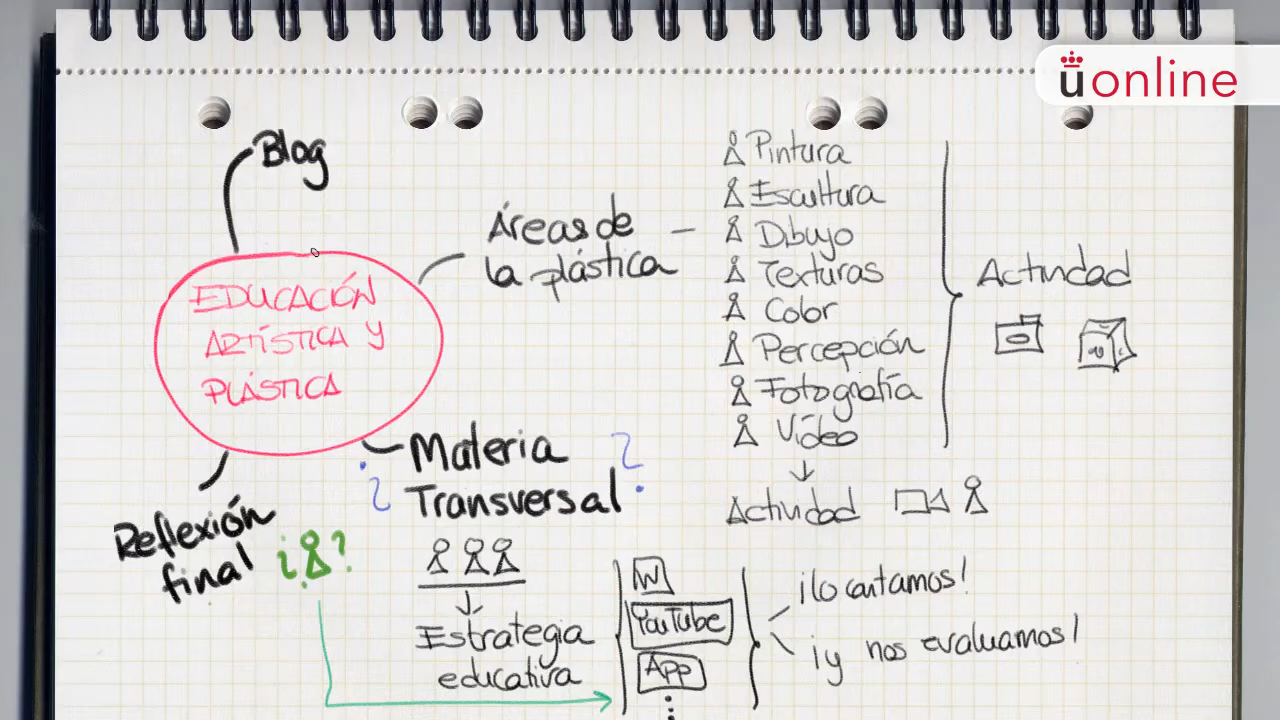 uonline
Blog
EDUCACIÓN
ARTÍSTICA Y
PLÁSTICA
Áreas de
la plástica
Pintura
Escultura
Dibujo
Texturas
Color
Percepción
Fotografía
Vídeo
Actividad
Actividad
Materia
Transversal
?
Reflexión
final
¿ ?
Estrategia
educativa
W
YouTube
App
¡lo contamos!
¡y nos evaluamos!